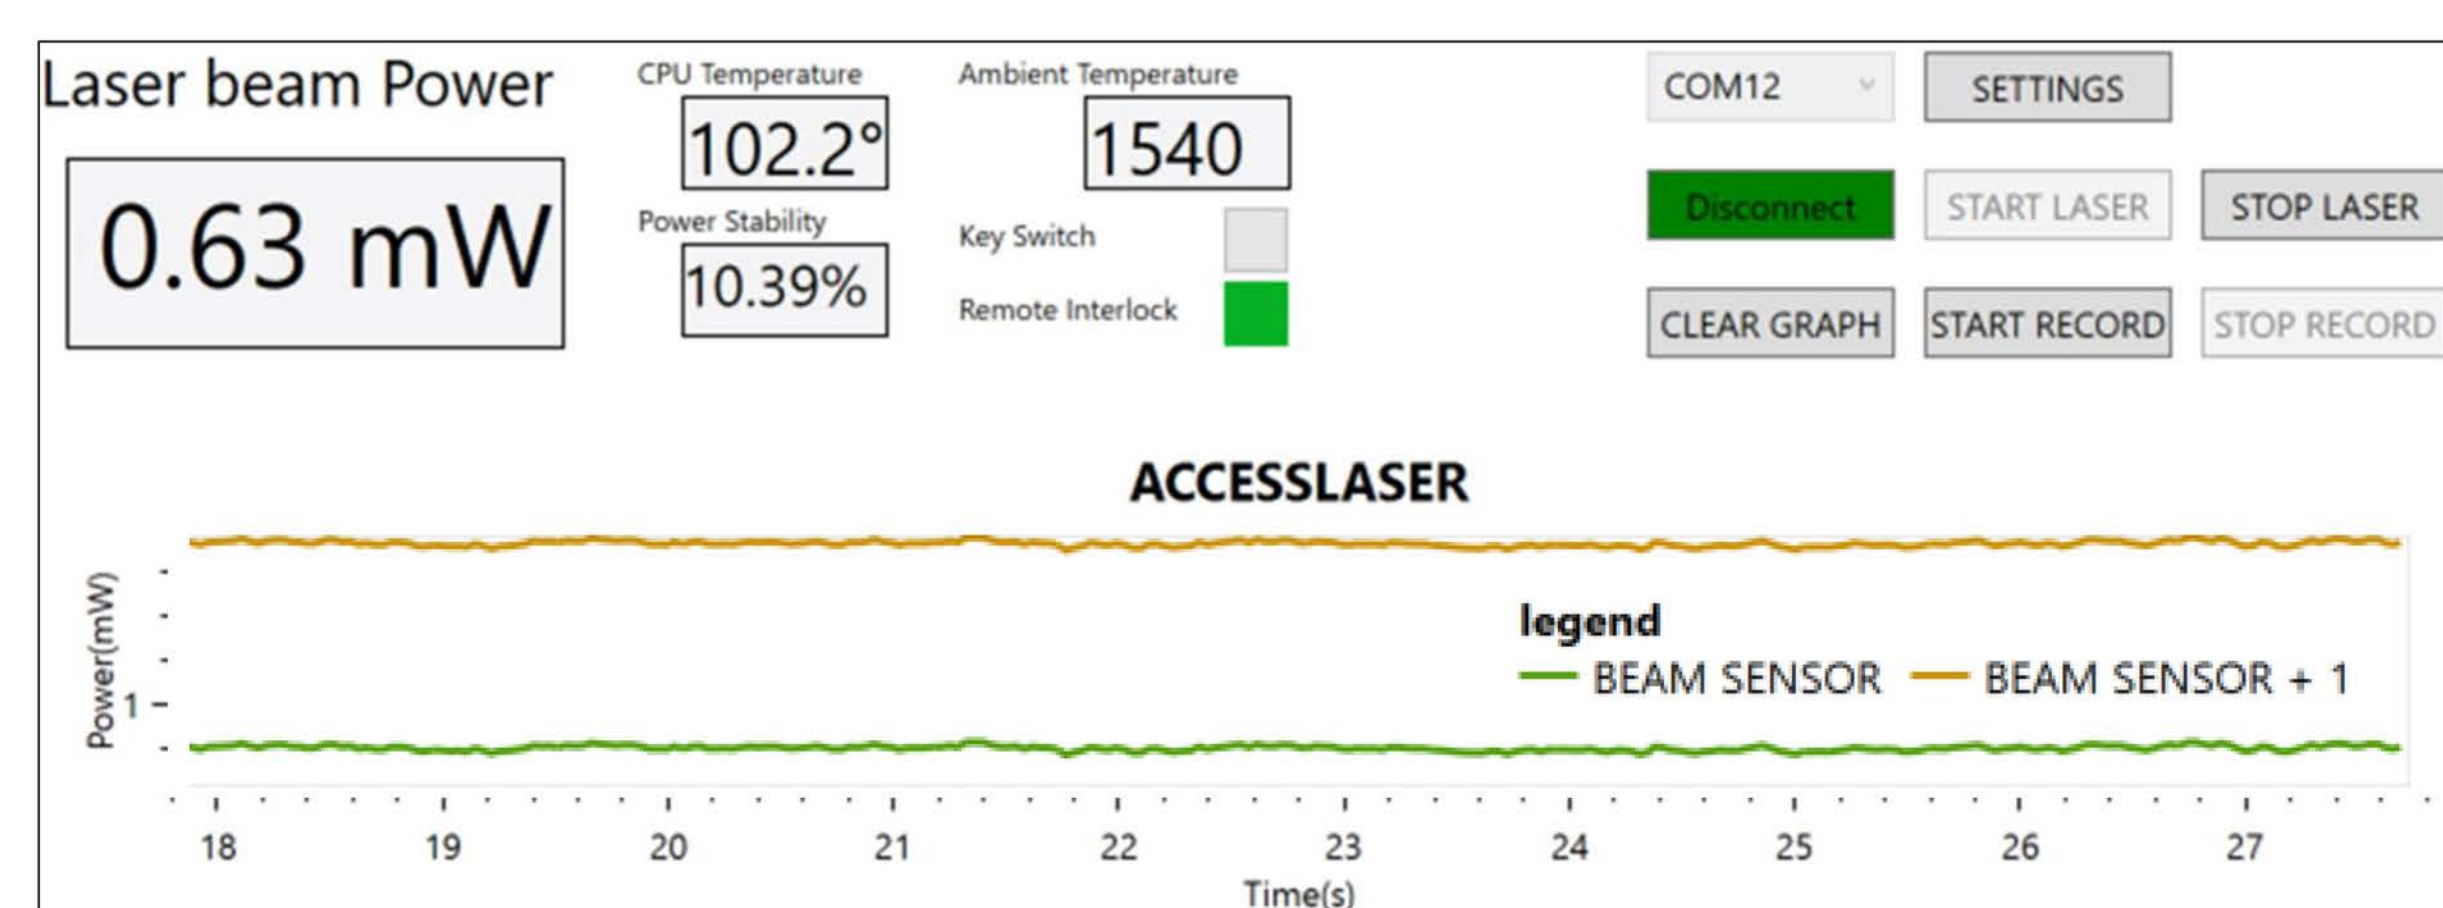 Laser beam Power
0.63 mW
CPU Temperature
102.2°
Power Stability
10.39%
Ambient Temperature
1540
Key Switch
Remote Interlock
COM12
SETTINGS
Disconnect
START LASER
STOP LASER
CLEAR GRAPH
START RECORD
STOP RECORD
ACCESSLASER
Power(mW)
1
legend
BEAM SENSOR
BEAM SENSOR + 1
18 19 20 21 22 23 24 25 26 27
Time(s)